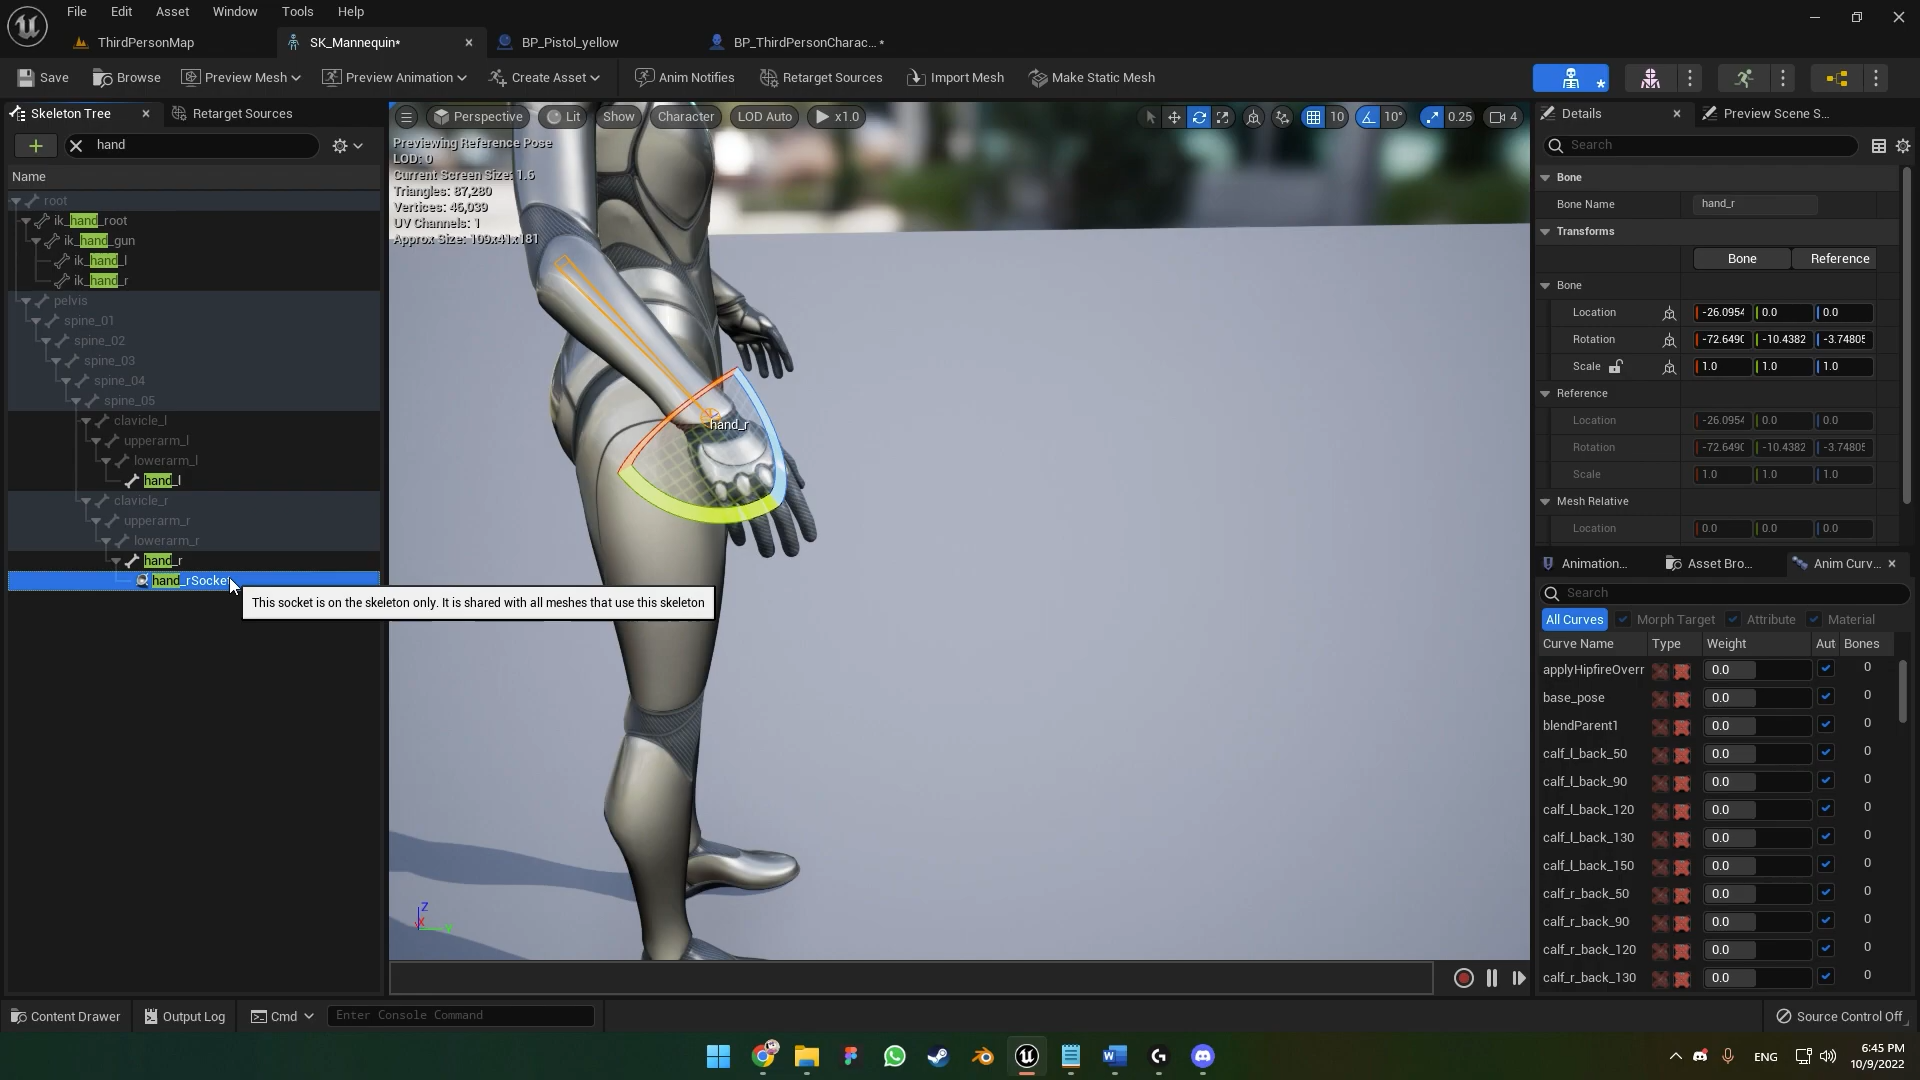 File Edit Asset Window Tools Help
ThirdPersonMap
SK_Mannequin*
BP_Pistol_yellow
BP_ThirdPersonCharac... *
Save
Browse
Preview Mesh
Preview Animation
Create Asset
Anim Notifies
Retarget Sources
Import Mesh
Make Static Mesh
Skeleton Tree
Retarget Sources
hand
Name
root
ik_hand_root
ik_hand_gun
ik_hand_l
ik_hand_r
pelvis
spine_01
spine_02
spine_03
spine_04
spine_05
clavicle_l
upperarm_l
lowerarm_l
hand_l
clavicle_r
upperarm_r
lowerarm_r
hand_r
hand_rSocket
This socket is on the skeleton only. It is shared with all meshes that use this skeleton
Perspective
Lit
Show
Character
LOD Auto
x1.0
10
10°
0.25
4
Previewing Reference Pose
LOD: 0
Current Screen Size: 1.6
Triangles: 87,280
Vertices: 46,039
UV Channels: 1
Approx Size: 109x41x181
hand_r
Z
X
Details
Preview Scene S...
Search
Bone
Bone Name hand_r
Transforms
Bone Reference
Bone
Location -26.0954 0.0 0.0
Rotation -72.6490 -10.4382 -3.74805
Scale 1.0 1.0 1.0
Reference
Location -26.0954 0.0 0.0
Rotation -72.6490 -10.4382 -3.74805
Scale 1.0 1.0 1.0
Mesh Relative
Location 0.0 0.0 0.0
Animation...
Asset Bro...
Anim Curv...
Search
All Curves Morph Target Attribute Material
Curve Name Type Weight Aut Bones
applyHipfireOverr 0.0 0
base_pose 0.0 0
blendParent1 0.0 0
calf_l_back_50 0.0 0
calf_l_back_90 0.0 0
calf_l_back_120 0.0 0
calf_l_back_130 0.0 0
calf_l_back_150 0.0 0
calf_r_back_50 0.0 0
calf_r_back_90 0.0 0
calf_r_back_120 0.0 0
calf_r_back_130 0.0 0
Content Drawer
Output Log
Cmd
Enter Console Command
Source Control Off
ENG
6:45 PM
10/9/2022